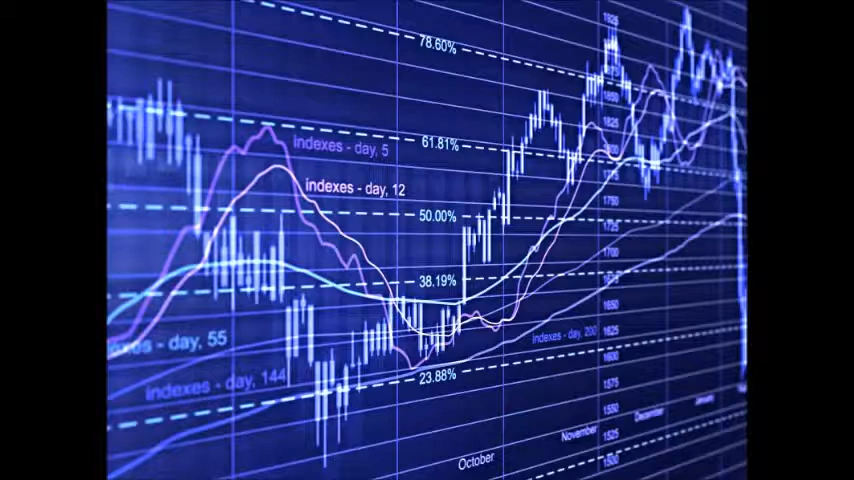 78.60%
61.81%
50.00%
38.19%
23.88%
indexes - day, 5
indexes - day, 12
indexes - day, 55
indexes - day, 144
indexes - day, 200
1925
1850
1825
1750
1725
1700
1650
1625
1600
1575
1550
1525
1500
October
November
December
January